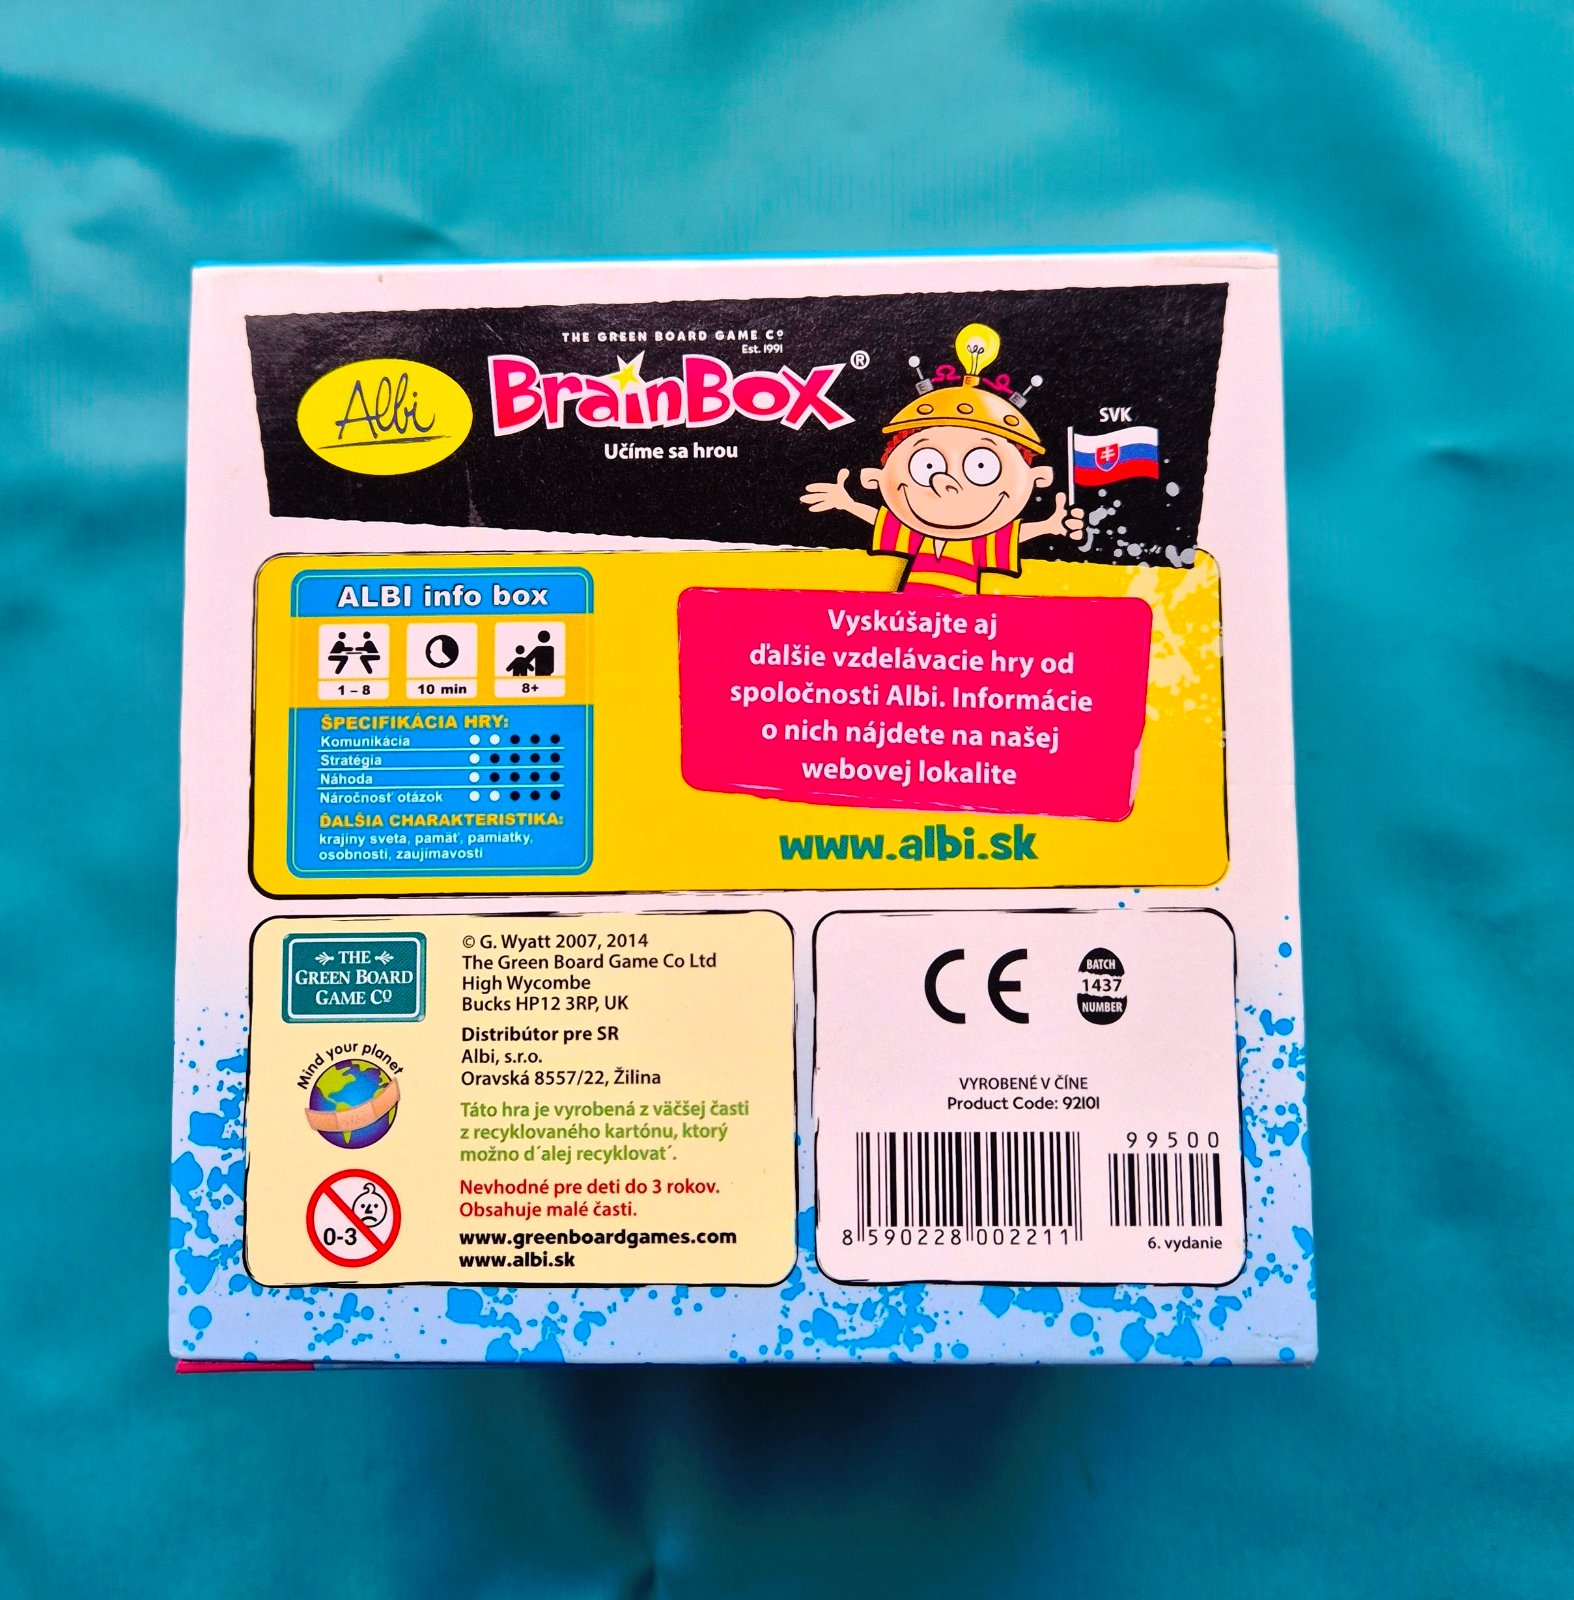 THE GREEN BOARD GAME Cº
Est. 1991
Albi
BrainBox®
Učíme sa hrou
SVK
ALBI info box
1 – 8
10 min
8+
ŠPECIFIKÁCIA HRY:
Komunikácia
Stratégia
Náhoda
Náročnosť otázok
ĎALŠIA CHARAKTERISTIKA:
krajiny sveta, pamäť, pamiatky,
osobnosti, zaujímavosti
Vyskúšajte aj
ďalšie vzdelávacie hry od
spoločnosti Albi. Informácie
o nich nájdete na našej
webovej lokalite
www.albi.sk
THE
GREEN BOARD
GAME Cº
Mind your planet
0-3
© G. Wyatt 2007, 2014
The Green Board Game Co Ltd
High Wycombe
Bucks HP12 3RP, UK
Distribútor pre SR
Albi, s.r.o.
Oravská 8557/22, Žilina
Táto hra je vyrobená z väčšej časti
z recyklovaného kartónu, ktorý
možno d´alej recyklovat´.
Nevhodné pre deti do 3 rokov.
Obsahuje malé časti.
www.greenboardgames.com
www.albi.sk
CE
BATCH
1437
NUMBER
VYROBENÉ V ČÍNE
Product Code: 92101
99500
8 590228 002211
6. vydanie